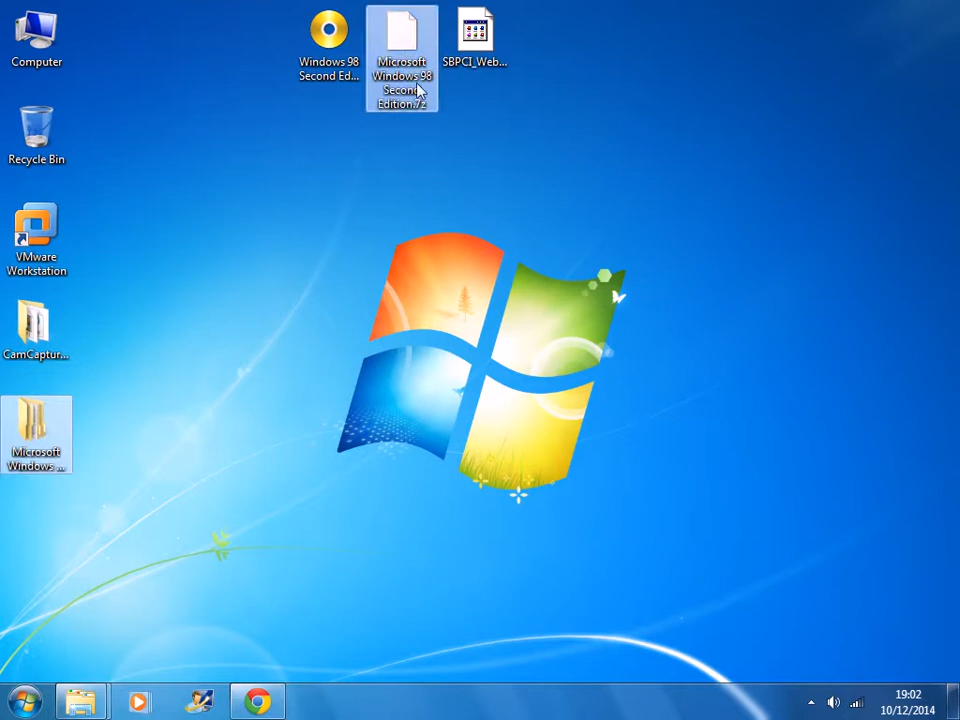 Computer
Recycle Bin
VMware
Workstation
CamCaptur...
Microsoft
Windows ...
Windows 98
Second Ed...
Microsoft
Windows 98
Second
Edition.7z
SBPCI_Web...
19:02
10/12/2014